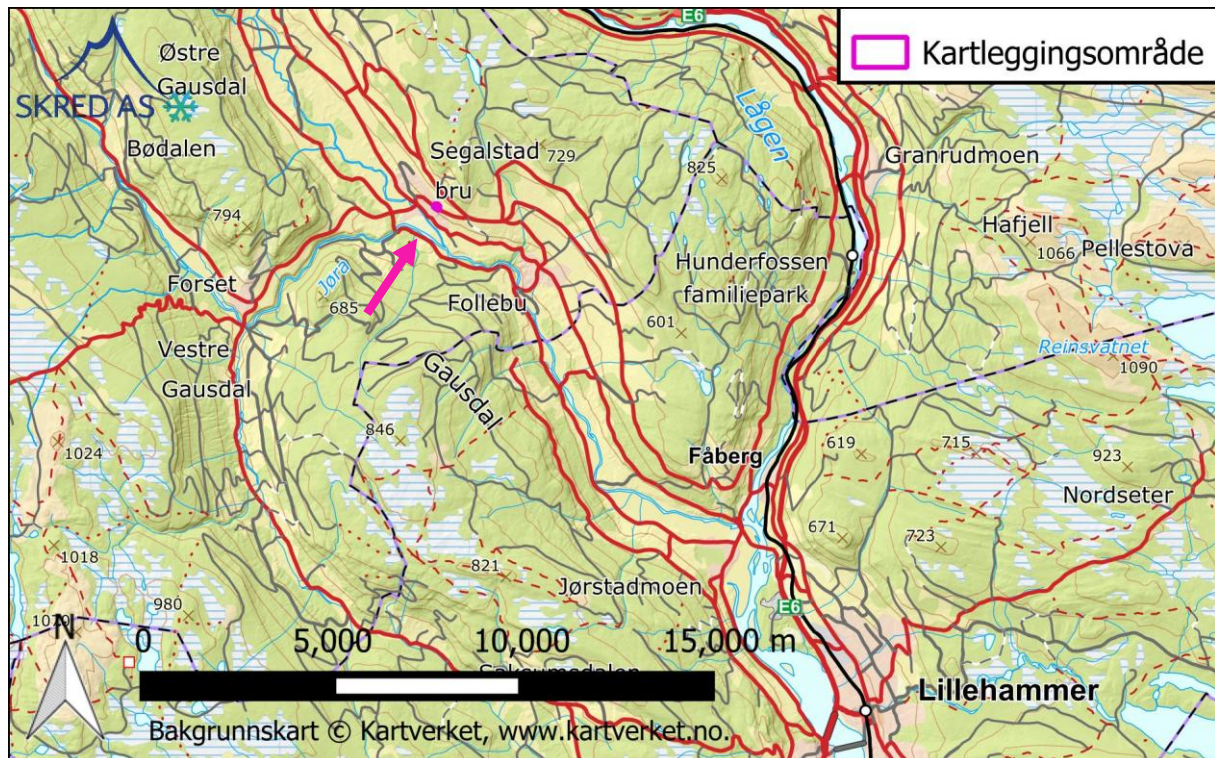 E6
Kartleggingsområde
SKRED AS
Østre
Gausdal
Bødalen
Segalstad
bru
729
794
825
Lågen
Granrudmoen
Hafjell
1066
Pellestova
Forset
Jøra
685
Follebu
Hunderfossen
familiepark
601
Reinsvatnet
1090
Vestre
Gausdal
Gausdal
846
1024
Fåberg
619
715
923
Nordseter
671
723
1018
821
Jørstadmoen
980
E6
N
0 5,000 10,000 15,000 m
Lillehammer
Bakgrunnskart © Kartverket, www.kartverket.no.